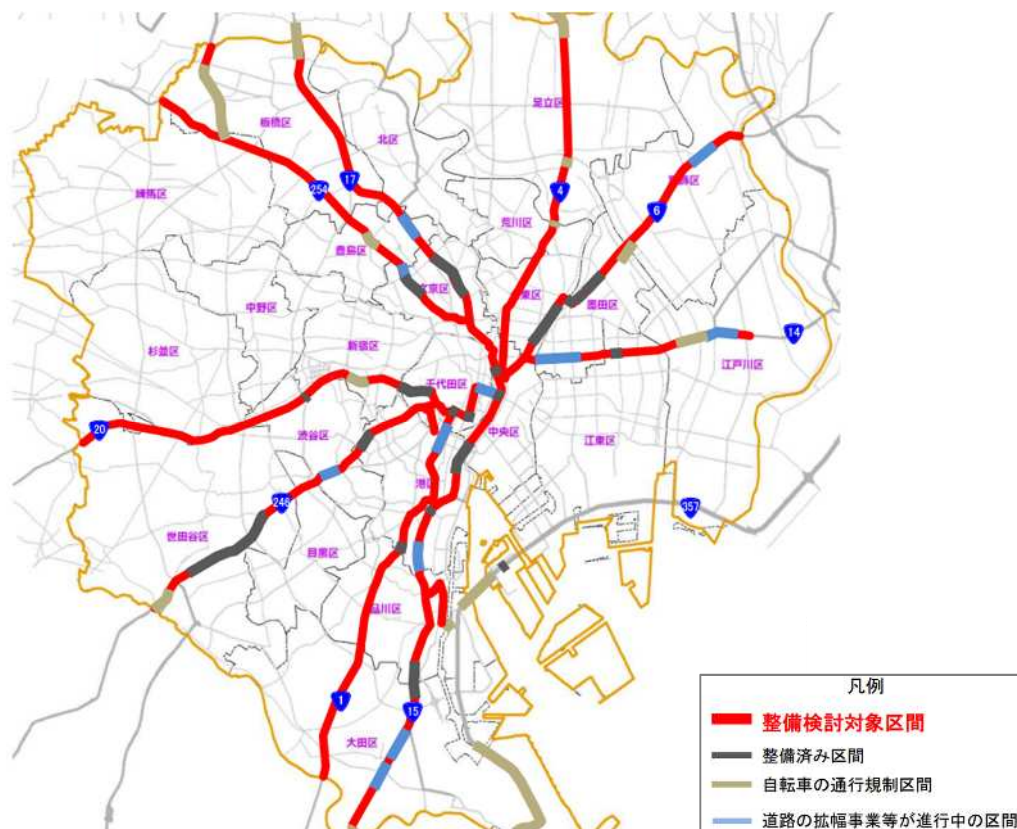 足立区
板橋区
北区
練馬区
17
254
4
6
荒川区
豊島区
文京区
墨田区
中野区
14
新宿区
杉並区
江戸川区
千代田区
20
渋谷区
中央区
江東区
港区
246
357
世田谷区
目黒区
品川区
1
15
大田区
凡例
整備検討対象区間
整備済み区間
自転車の通行規制区間
道路の拡幅事業等が進行中の区間